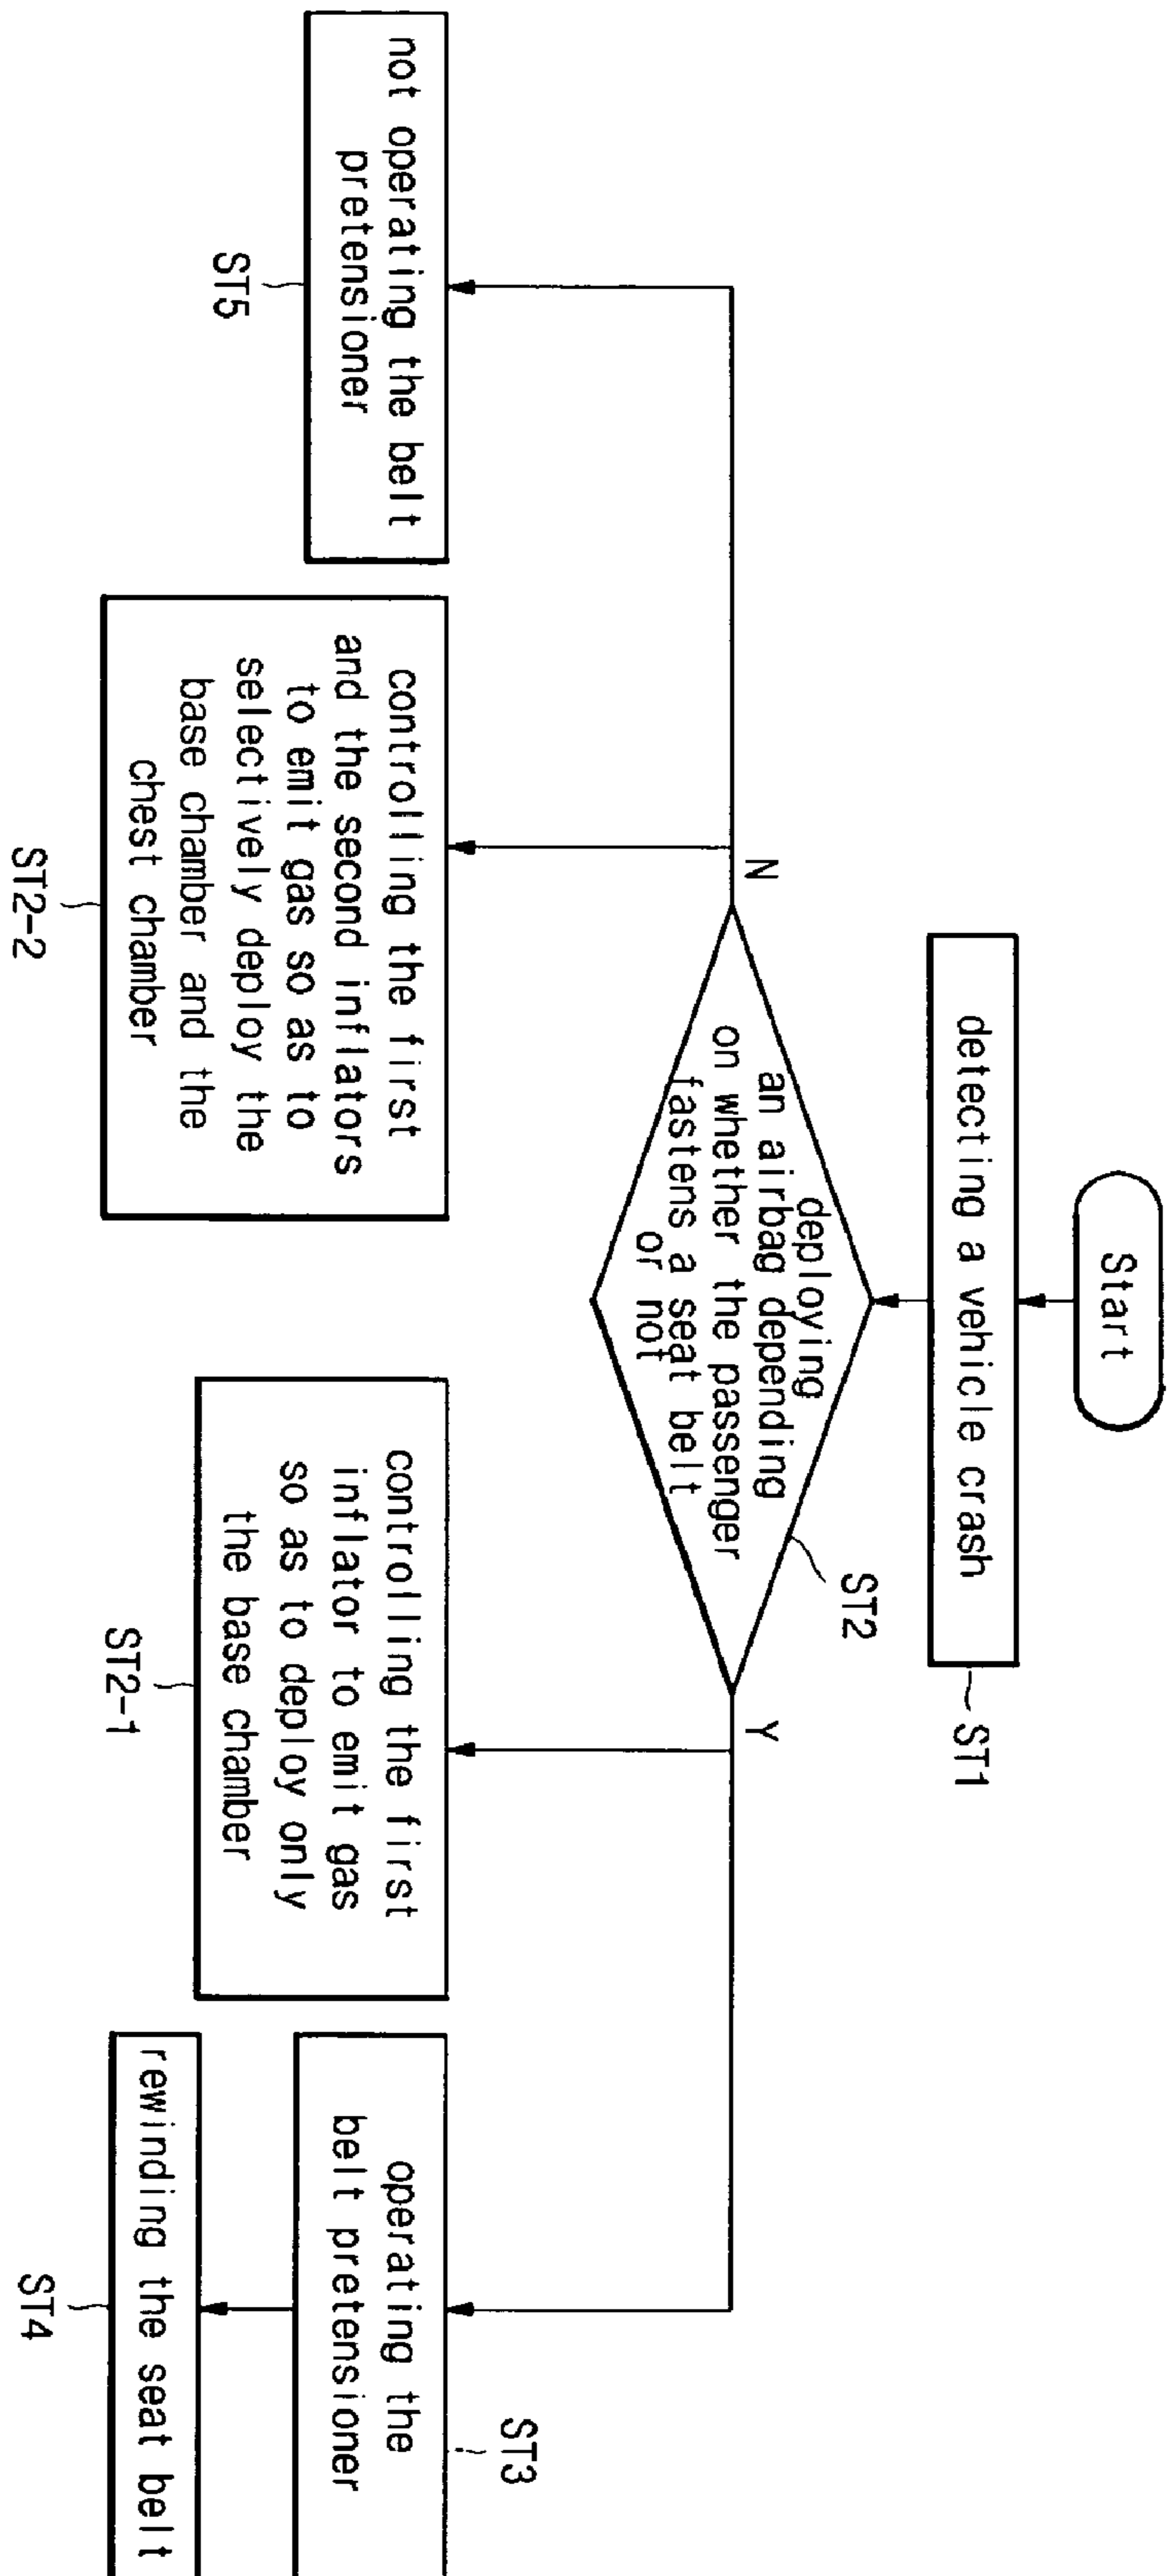 Start
detecting a vehicle crash
ST1
deploying
an airbag depending
on whether the passenger
fastens a seat belt
or not
ST2
N
Y
not operating the belt
pretensioner
ST5
controlling the first
and the second inflators
to emit gas so as to
selectively deploy the
base chamber and the
chest chamber
ST2-2
controlling the first
inflator to emit gas
so as to deploy only
the base chamber
ST2-1
operating the
belt pretensioner
ST3
rewinding the seat belt
ST4